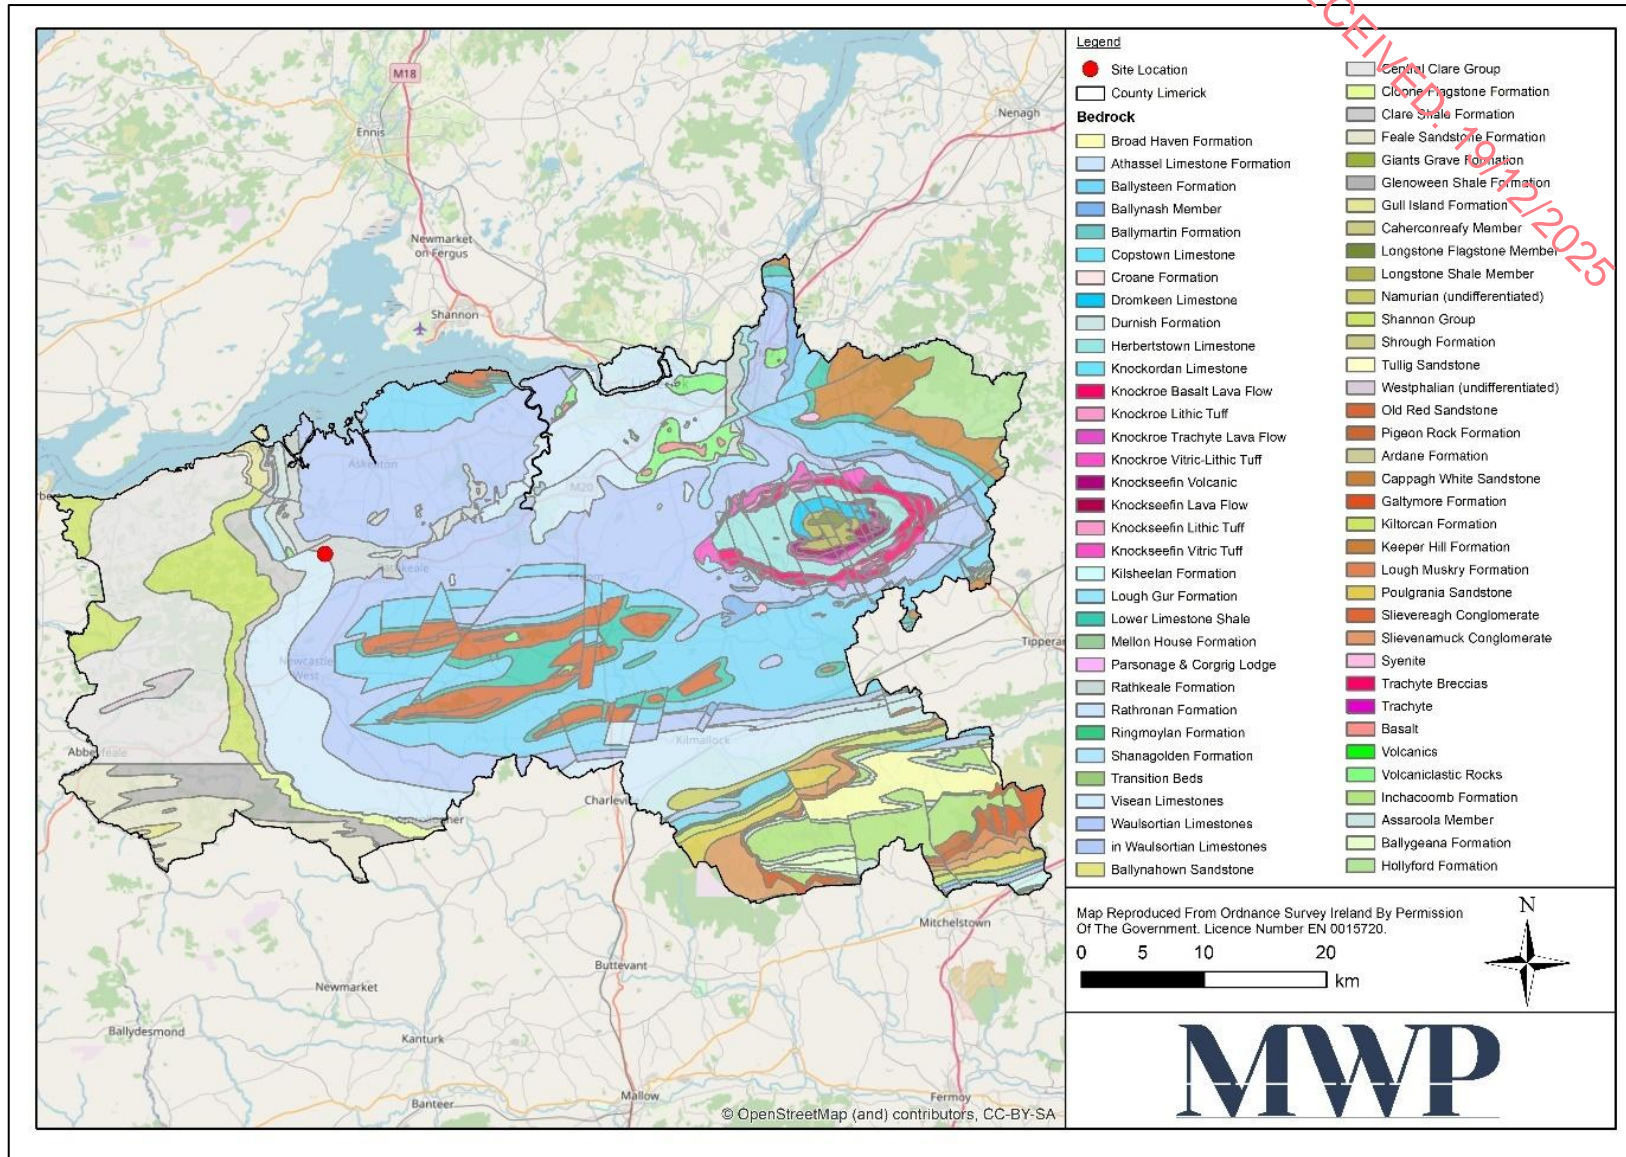 RECEIVED: 19/12/2025
M18
Ennis
Nenagh
Newmarket
on Fergus
Shannon
Askeaton
M20
Rathkeale
Newcastle
West
Tipperar
Abbeyfeale
Kilmallock
Charlevi
Mitchelstown
Buttevant
Newmarket
Ballydesmond
Kanturk
Mallow
Fermoy
Banteer
© OpenStreetMap (and) contributors, CC-BY-SA
Legend
Site Location
County Limerick
Bedrock
Broad Haven Formation
Athassel Limestone Formation
Ballysteen Formation
Ballynash Member
Ballymartin Formation
Copstown Limestone
Croane Formation
Dromkeen Limestone
Durnish Formation
Herbertstown Limestone
Knockordan Limestone
Knockroe Basalt Lava Flow
Knockroe Lithic Tuff
Knockroe Trachyte Lava Flow
Knockroe Vitric-Lithic Tuff
Knockseefin Volcanic
Knockseefin Lava Flow
Knockseefin Lithic Tuff
Knockseefin Vitric Tuff
Kilsheelan Formation
Lough Gur Formation
Lower Limestone Shale
Mellon House Formation
Parsonage & Corgrig Lodge
Rathkeale Formation
Rathronan Formation
Ringmoylan Formation
Shanagolden Formation
Transition Beds
Visean Limestones
Waulsortian Limestones
in Waulsortian Limestones
Ballynahown Sandstone
Central Clare Group
Cloone Flagstone Formation
Clare Shale Formation
Feale Sandstone Formation
Giants Grave Formation
Glenoween Shale Formation
Gull Island Formation
Caherconreafy Member
Longstone Flagstone Member
Longstone Shale Member
Namurian (undifferentiated)
Shannon Group
Shrough Formation
Tullig Sandstone
Westphalian (undifferentiated)
Old Red Sandstone
Pigeon Rock Formation
Ardane Formation
Cappagh White Sandstone
Galtymore Formation
Kiltorcan Formation
Keeper Hill Formation
Lough Muskry Formation
Poulgrania Sandstone
Slievereagh Conglomerate
Slievenamuck Conglomerate
Syenite
Trachyte Breccias
Trachyte
Basalt
Volcanics
Volcaniclastic Rocks
Inchacoomb Formation
Assaroola Member
Ballygeana Formation
Hollyford Formation
Map Reproduced From Ordnance Survey Ireland By Permission
Of The Government. Licence Number EN 0015720.
N
0 5 10 20
km
MWP